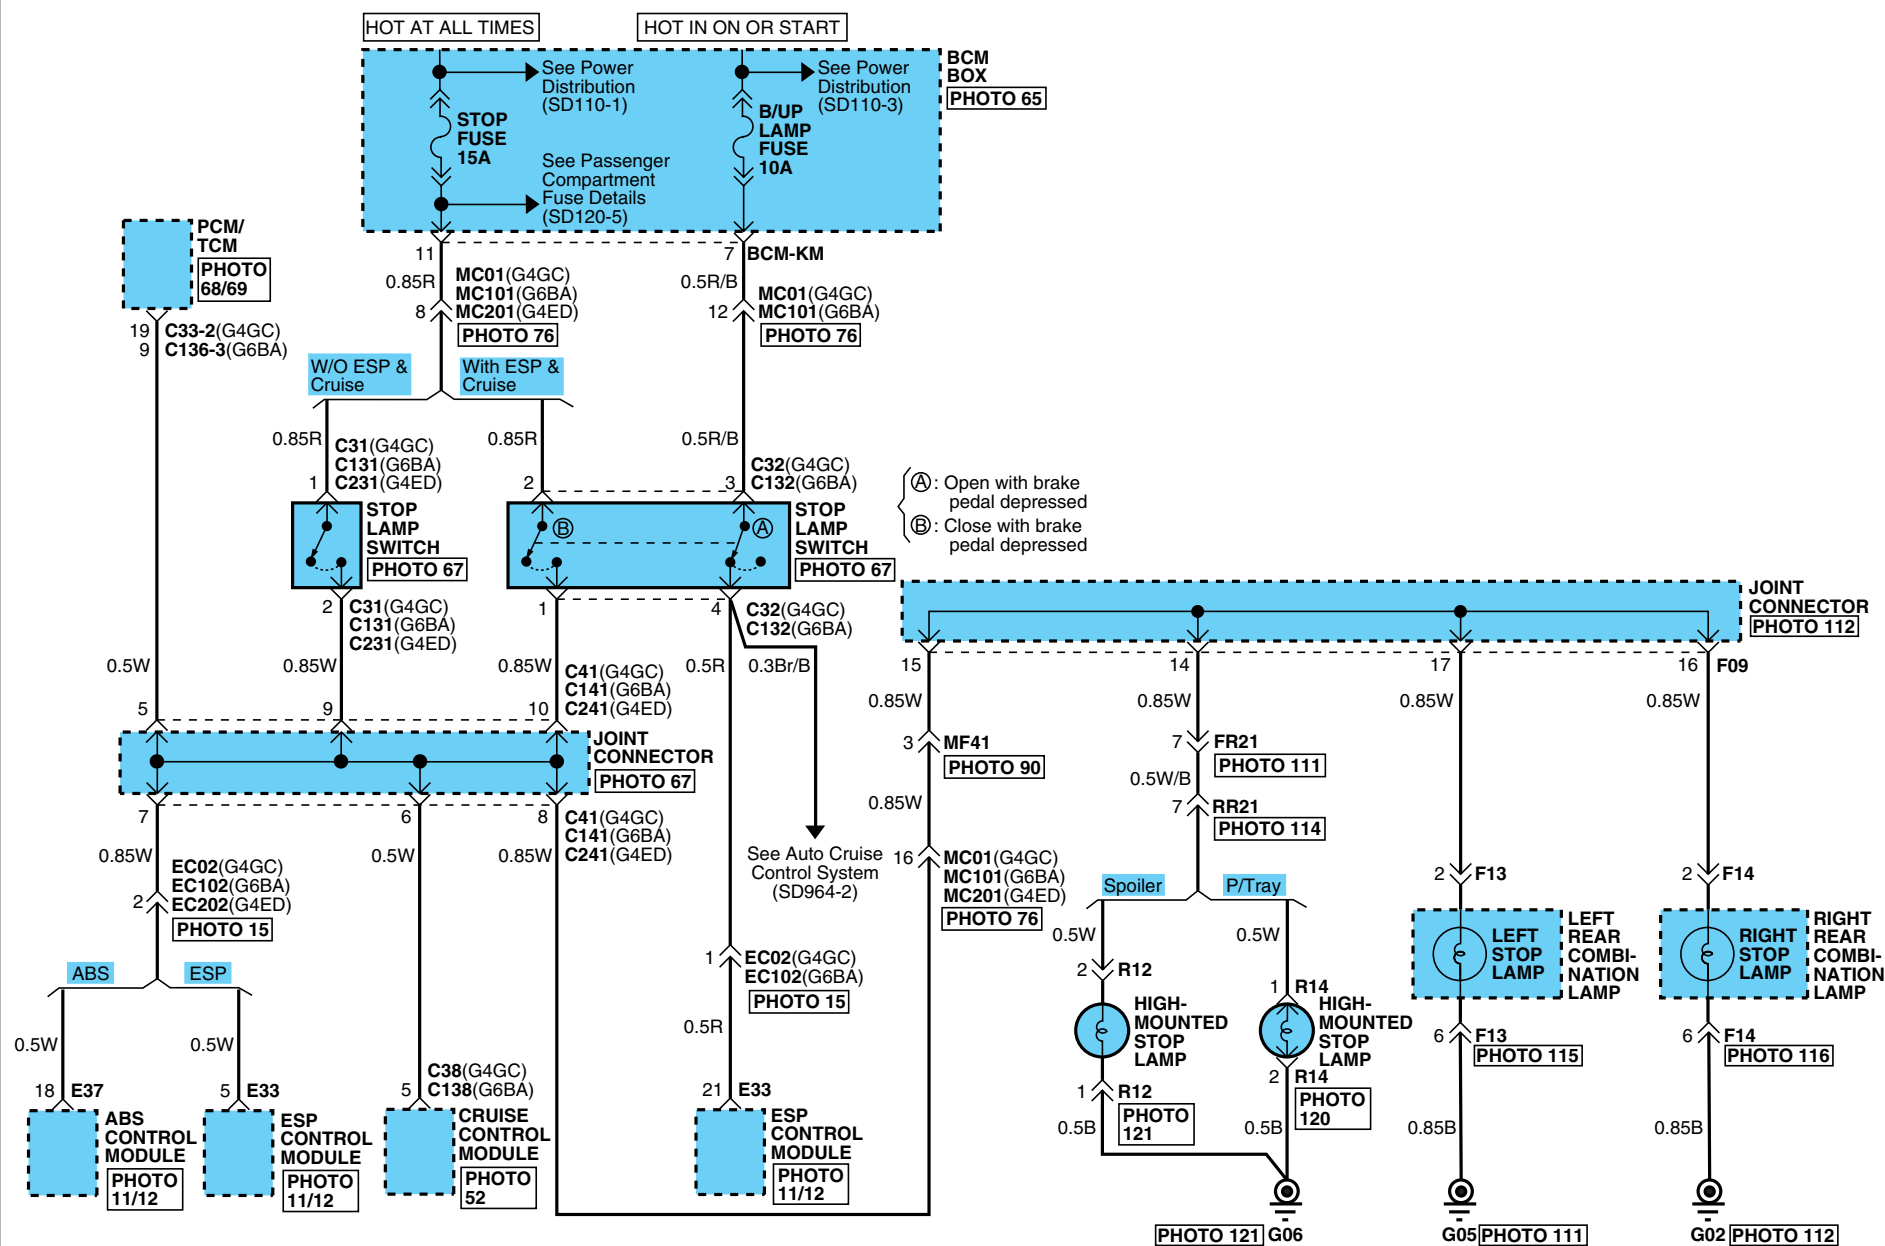 HOT AT ALL TIMES
HOT IN ON OR START
See Power
Distribution
(SD110-1)
STOP
FUSE
15A
See Passenger
Compartment
Fuse Details
(SD120-5)
See Power
Distribution
(SD110-3)
B/UP
LAMP
FUSE
10A
BCM
BOX
PHOTO 65
PCM/
TCM
PHOTO
68/69
19 C33-2(G4GC)
9 C136-3(G6BA)
11
7 BCM-KM
0.85R
MC01(G4GC)
MC101(G6BA)
8 MC201(G4ED)
PHOTO 76
0.5R/B
MC01(G4GC)
12 MC101(G6BA)
PHOTO 76
W/O ESP &
Cruise
With ESP &
Cruise
0.85R
C31(G4GC)
C131(G6BA)
1 C231(G4ED)
0.85R
2
0.5R/B
C32(G4GC)
3 C132(G6BA)
STOP
LAMP
SWITCH
PHOTO 67
B
A
STOP
LAMP
SWITCH
PHOTO 67
A : Open with brake
pedal depressed
B : Close with brake
pedal depressed
2 C31(G4GC)
C131(G6BA)
C231(G4ED)
1
4 C32(G4GC)
C132(G6BA)
0.5W
0.85W
0.85W
C41(G4GC)
C141(G6BA)
C241(G4ED)
0.5R
0.3Br/B
5
9
10
JOINT
CONNECTOR
PHOTO 67
7
6
8 C41(G4GC)
C141(G6BA)
C241(G4ED)
0.85W
0.5W
0.85W
EC02(G4GC)
EC102(G6BA)
2 EC202(G4ED)
PHOTO 15
See Auto Cruise
Control System
(SD964-2)
ABS
ESP
0.5W
0.5W
18 E37
5 E33
C38(G4GC)
5 C138(G6BA)
ABS
CONTROL
MODULE
PHOTO
11/12
ESP
CONTROL
MODULE
PHOTO
11/12
CRUISE
CONTROL
MODULE
PHOTO
52
1 EC02(G4GC)
EC102(G6BA)
PHOTO 15
0.5R
21 E33
ESP
CONTROL
MODULE
PHOTO
11/12
JOINT
CONNECTOR
PHOTO 112
15
14
17
16 F09
0.85W
0.85W
0.85W
0.85W
3 MF41
PHOTO 90
0.85W
16 MC01(G4GC)
MC101(G6BA)
MC201(G4ED)
PHOTO 76
7 FR21
PHOTO 111
0.5W/B
7 RR21
PHOTO 114
Spoiler
P/Tray
0.5W
0.5W
2 R12
1 R14
HIGH-
MOUNTED
STOP
LAMP
HIGH-
MOUNTED
STOP
LAMP
1 R12
PHOTO
121
2 R14
PHOTO
120
0.5B
0.5B
2 F13
2 F14
LEFT
STOP
LAMP
LEFT
REAR
COMBI-
NATION
LAMP
RIGHT
STOP
LAMP
RIGHT
REAR
COMBI-
NATION
LAMP
6 F13
PHOTO 115
6 F14
PHOTO 116
0.85B
0.85B
PHOTO 121 G06
G05 PHOTO 111
G02 PHOTO 112